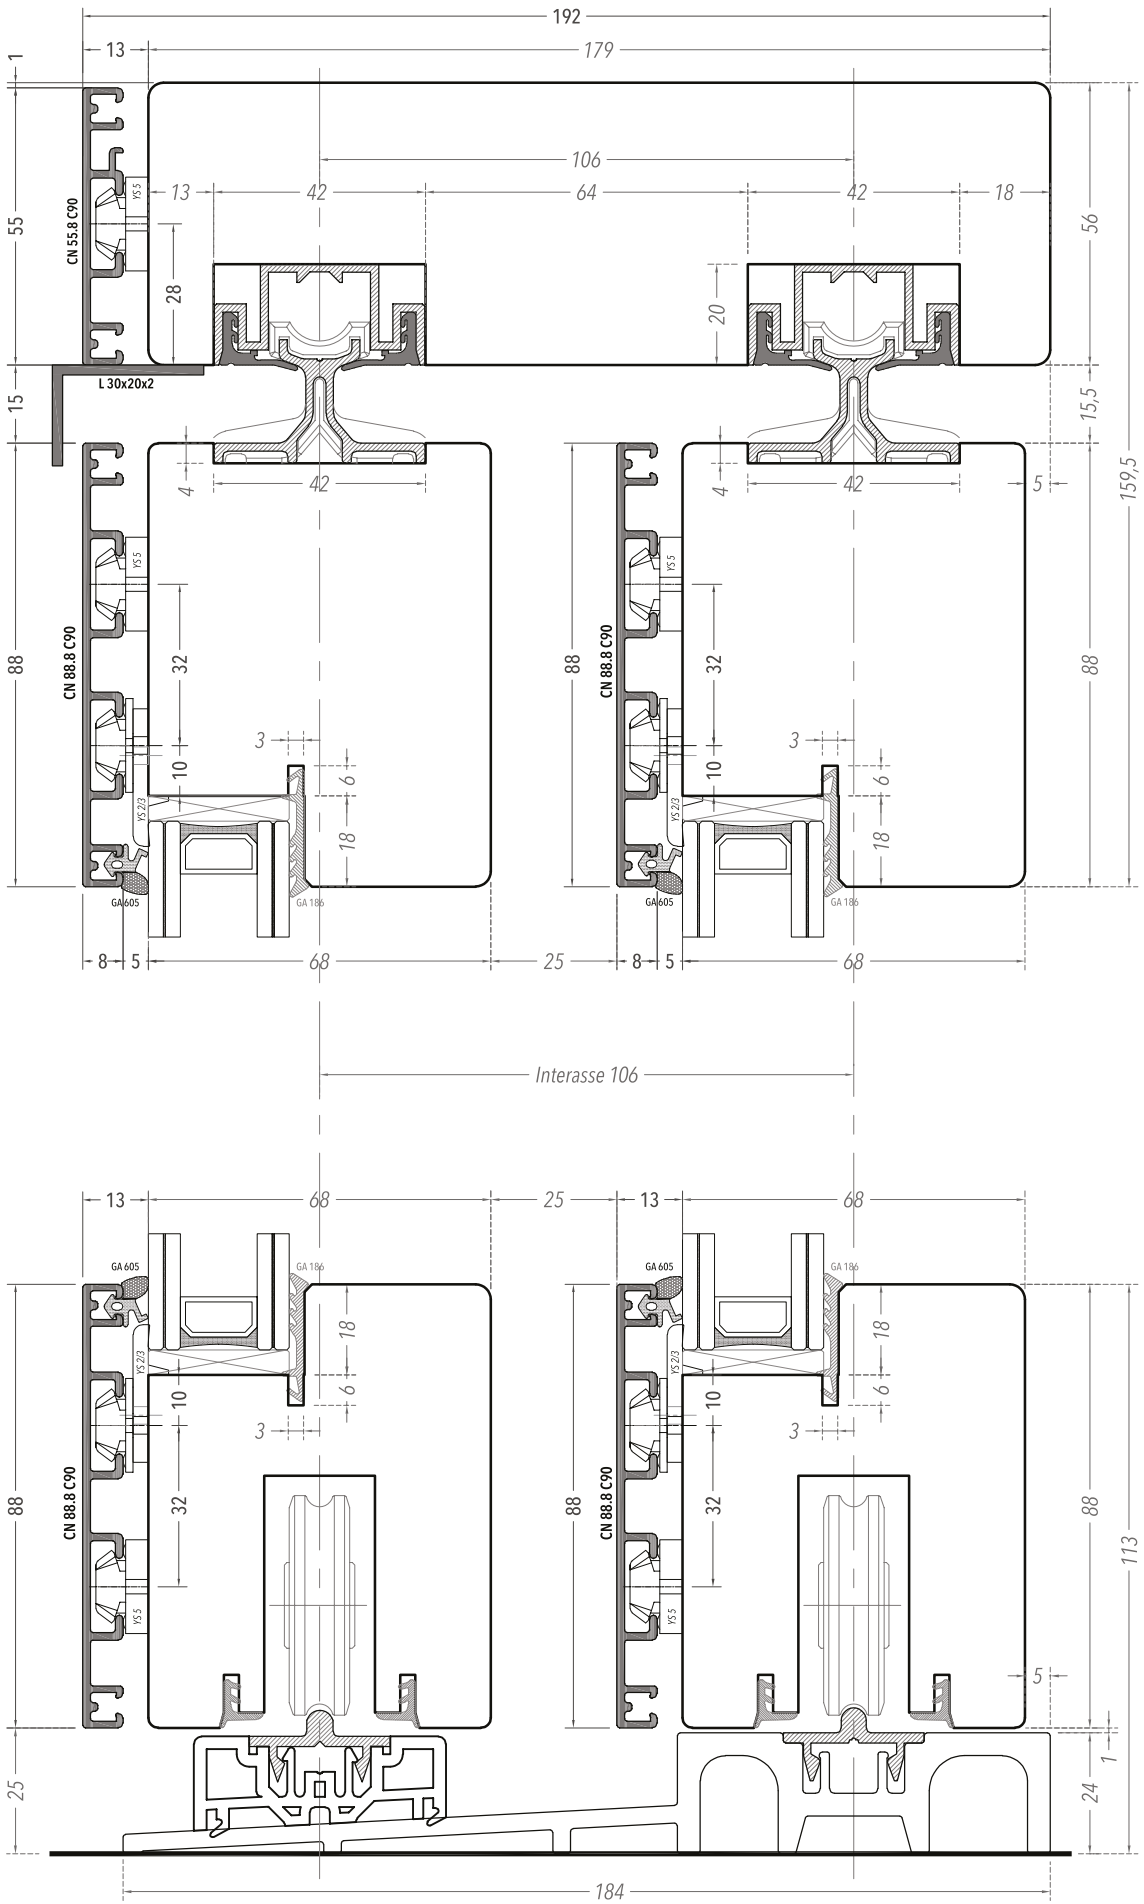 192
13
179
1
106
13
42
64
42
18
YS 5
CN 55.8 C90
55
28
20
56
159,5
L 30x20x2
15
15,5
4
42
4
42
5
YS 5
YS 5
CN 88.8 C90
CN 88.8 C90
88
32
88
32
88
3
3
10
6
10
6
YS 2/3
YS 2/3
18
18
GA 605
GA 186
GA 605
GA 186
8
5
68
25
8
5
68
Interasse 106
13
68
25
13
68
GA 605
GA 186
GA 605
GA 186
18
18
YS 2/3
YS 2/3
10
6
10
6
3
3
CN 88.8 C90
CN 88.8 C90
88
32
88
32
88
113
YS 5
YS 5
5
1
25
24
184